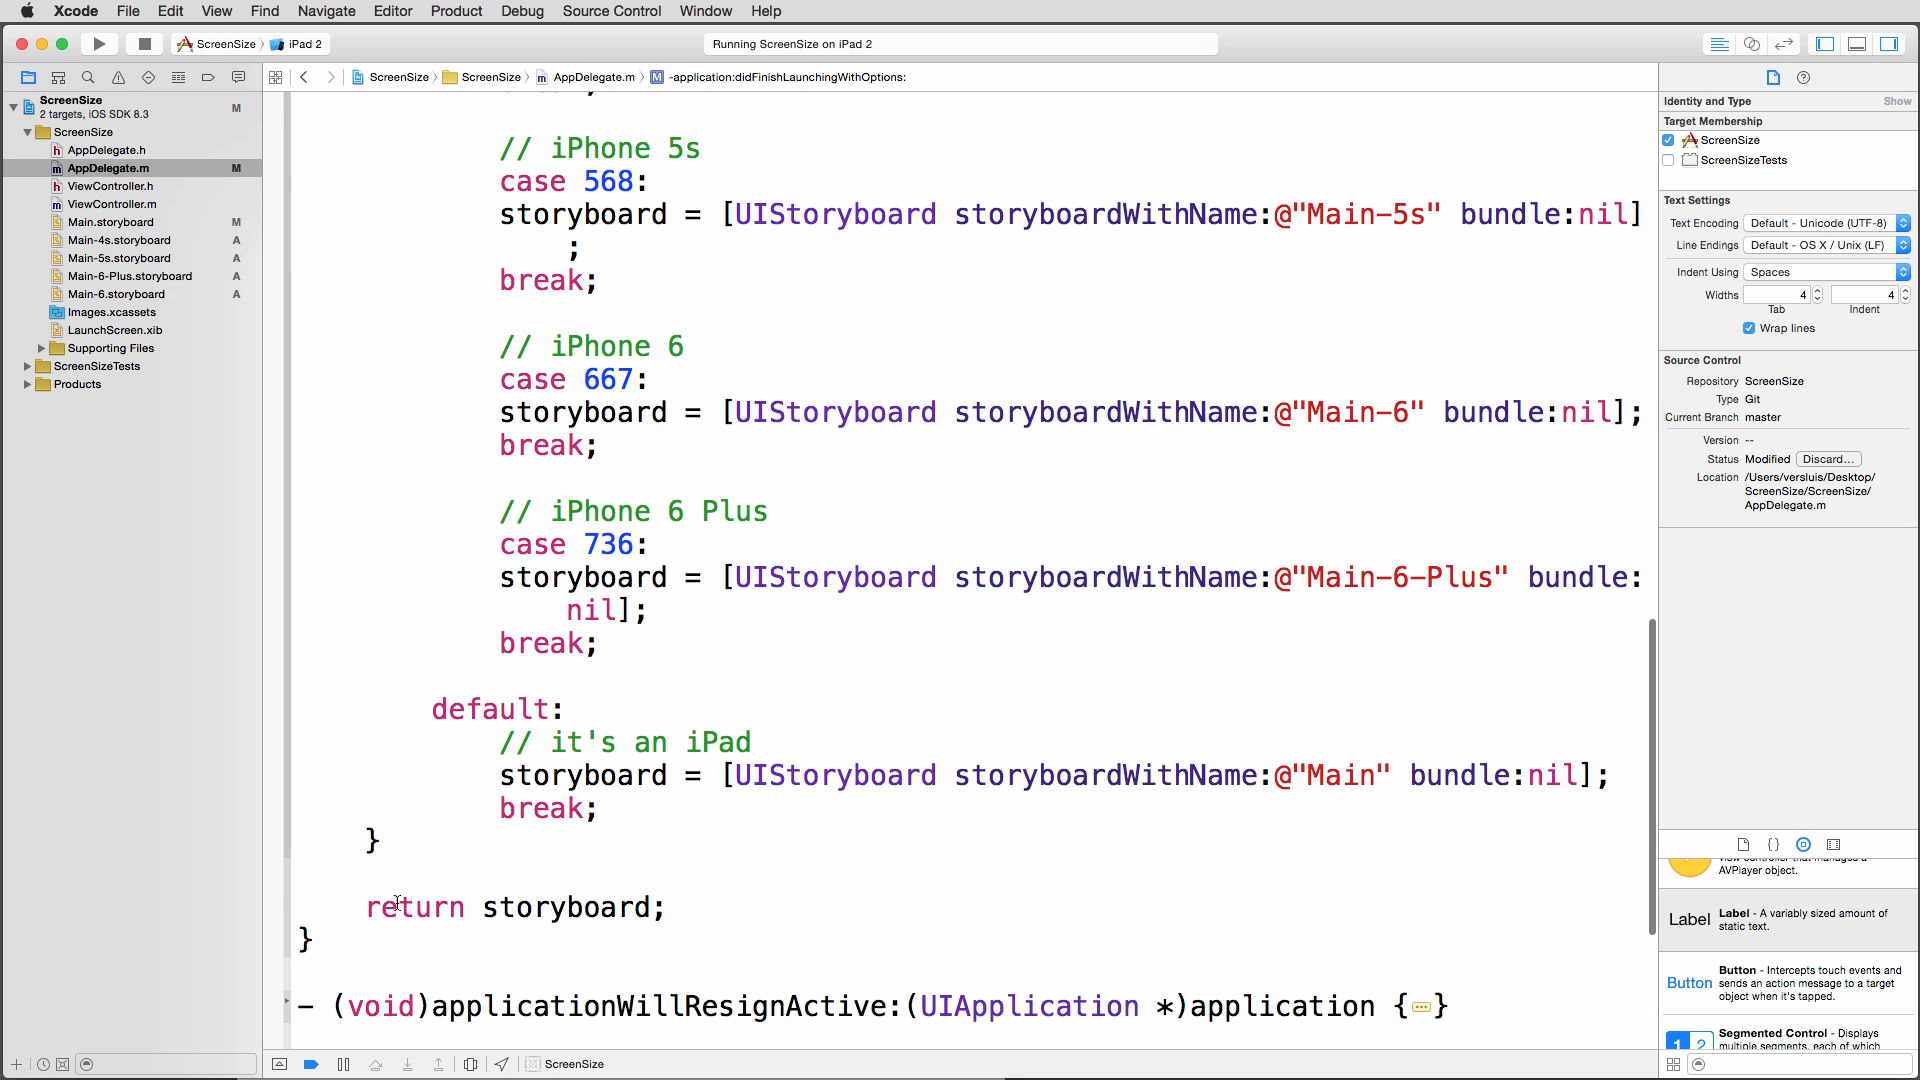 Xcode File Edit View Find Navigate Editor Product Debug Source Control Window Help
ScreenSize iPad 2
Running ScreenSize on iPad 2
ScreenSize ScreenSize AppDelegate.m M -application:didFinishLaunchingWithOptions:
ScreenSize M
2 targets, iOS SDK 8.3
ScreenSize
h AppDelegate.h
m AppDelegate.m M
h ViewController.h
m ViewController.m
Main.storyboard M
Main-4s.storyboard A
Main-5s.storyboard A
Main-6-Plus.storyboard A
Main-6.storyboard A
Images.xcassets
LaunchScreen.xib
Supporting Files
ScreenSizeTests
Products
// iPhone 5s
case 568:
storyboard = [UIStoryboard storyboardWithName:@"Main-5s" bundle:nil]
;
break;
// iPhone 6
case 667:
storyboard = [UIStoryboard storyboardWithName:@"Main-6" bundle:nil];
break;
// iPhone 6 Plus
case 736:
storyboard = [UIStoryboard storyboardWithName:@"Main-6-Plus" bundle:
nil];
break;
default:
// it's an iPad
storyboard = [UIStoryboard storyboardWithName:@"Main" bundle:nil];
break;
}
return storyboard;
}
- (void)applicationWillResignActive:(UIApplication *)application {…}
ScreenSize
Identity and Type Show
Target Membership
ScreenSize
ScreenSizeTests
Text Settings
Text Encoding Default - Unicode (UTF-8)
Line Endings Default - OS X / Unix (LF)
Indent Using Spaces
Widths 4 4
Tab Indent
Wrap lines
Source Control
Repository ScreenSize
Type Git
Current Branch master
Version --
Status Modified Discard...
Location /Users/versluis/Desktop/
ScreenSize/ScreenSize/
AppDelegate.m
AVPlayer object.
Label Label - A variably sized amount of
static text.
Button Button - Intercepts touch events and
sends an action message to a target
object when it's tapped.
1 2 Segmented Control - Displays
multiple segments, each of which